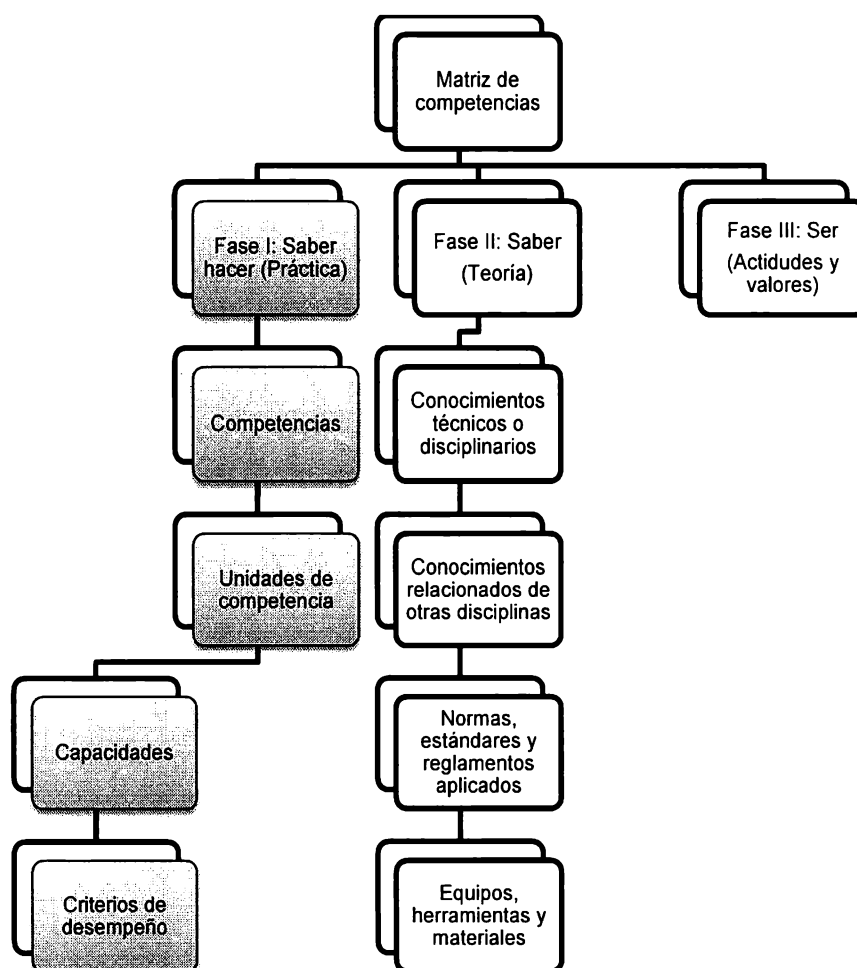 Matriz de
competencias
Fase I: Saber
hacer (Práctica)
Fase II: Saber
(Teoría)
Fase III: Ser
(Actidudes y
valores)
Competencias
Conocimientos
técnicos o
disciplinarios
Unidades de
competencia
Conocimientos
relacionados de
otras disciplinas
Capacidades
Normas,
estándares y
reglamentos
aplicados
Criterios de
desempeño
Equipos,
herramientas y
materiales